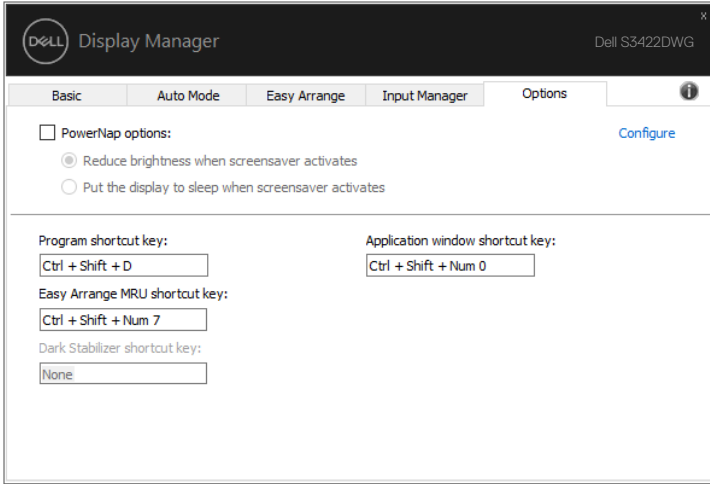 x
DELL Display Manager
Dell S3422DWG
Basic
Auto Mode
Easy Arrange
Input Manager
Options
i
PowerNap options:
Configure
Reduce brightness when screensaver activates
Put the display to sleep when screensaver activates
Program shortcut key:
Application window shortcut key:
Ctrl + Shift + D
Ctrl + Shift + Num 0
Easy Arrange MRU shortcut key:
Ctrl + Shift + Num 7
Dark Stabilizer shortcut key:
None